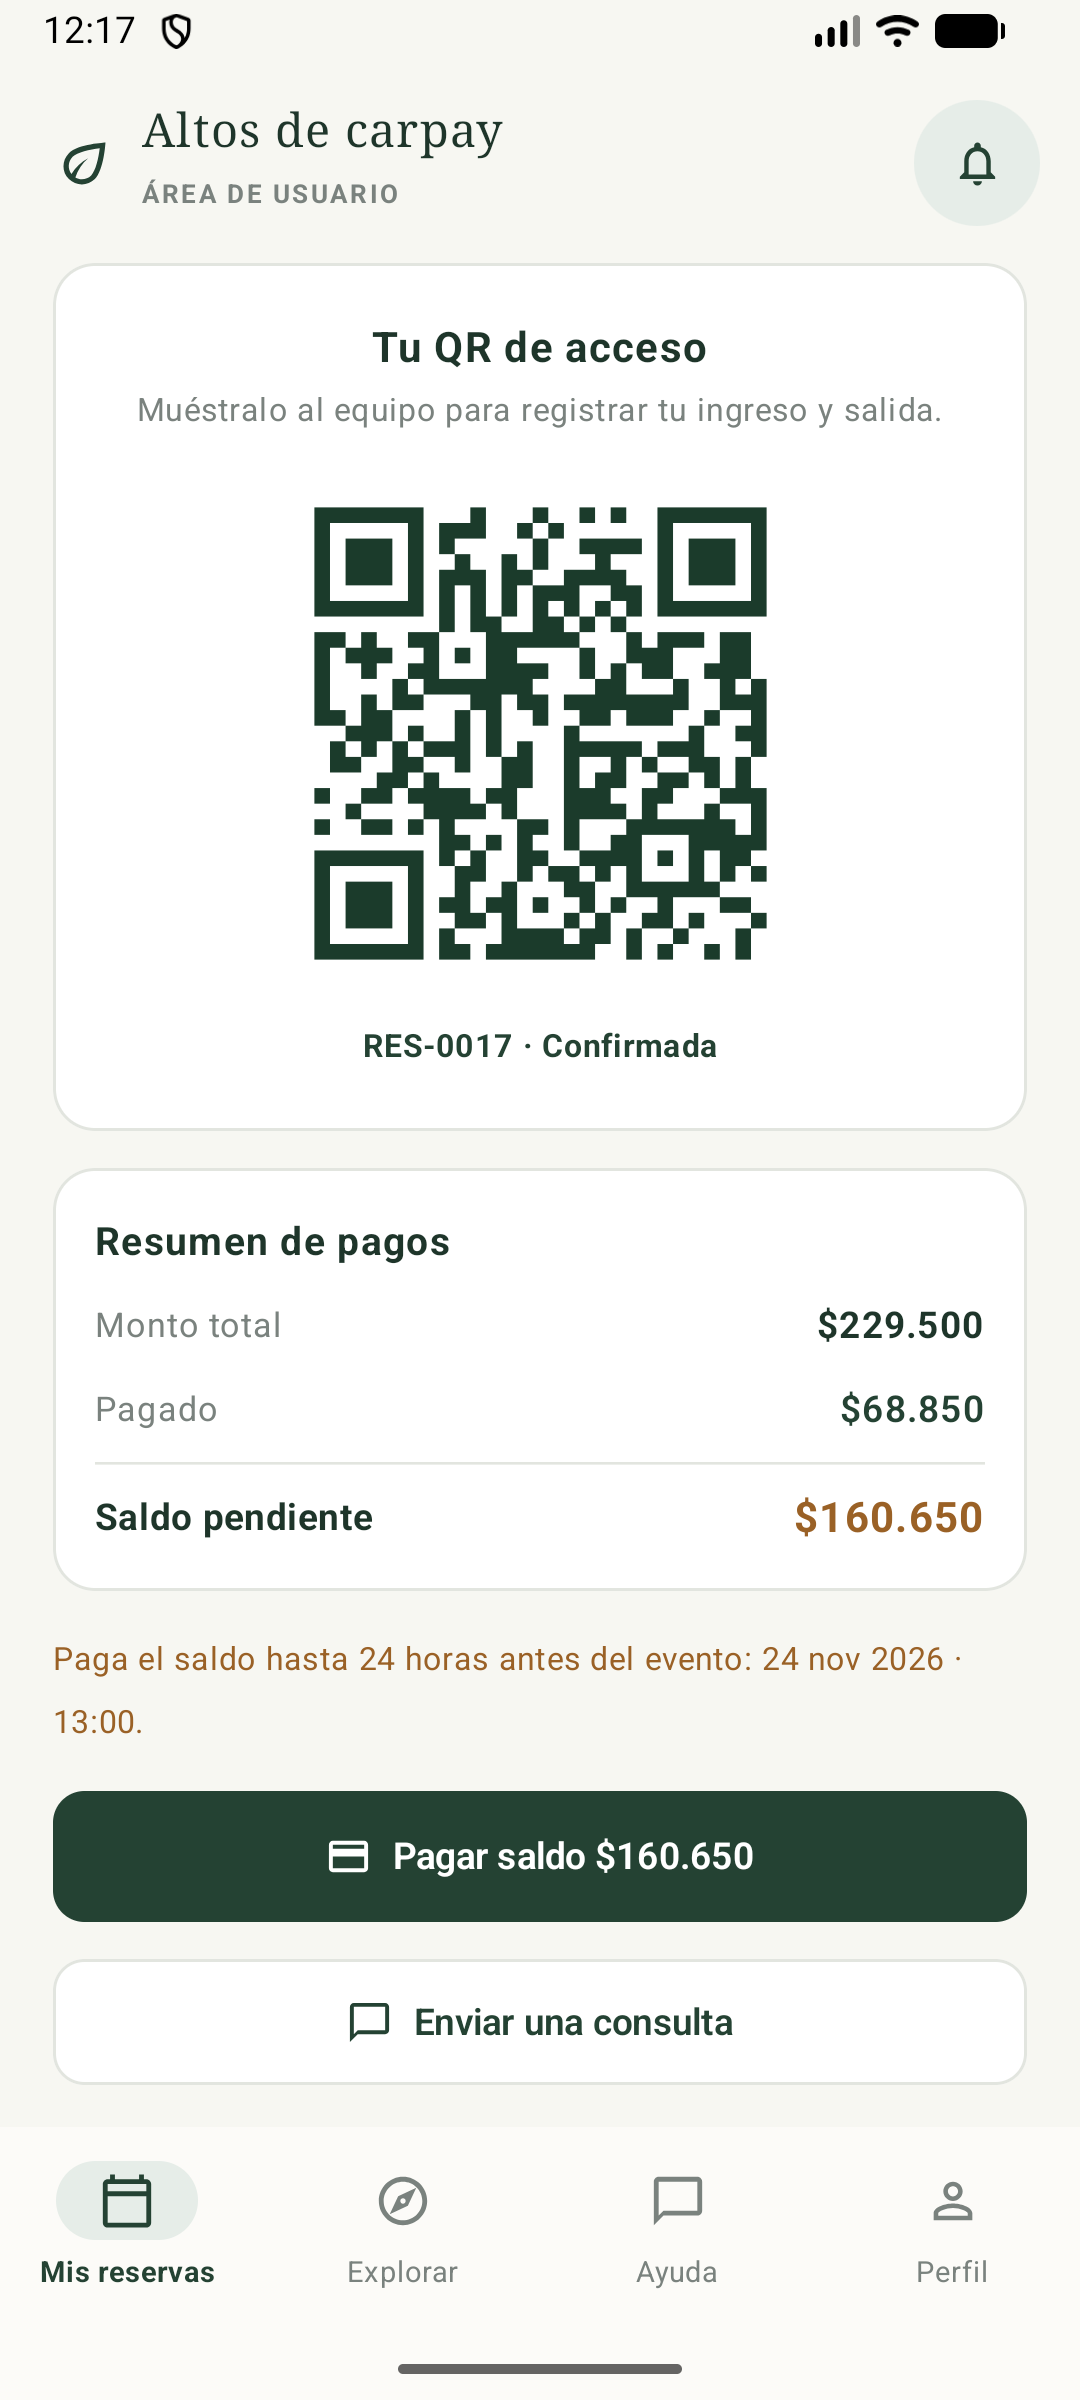 12:17
Altos de carpay
ÁREA DE USUARIO
Tu QR de acceso
Muéstralo al equipo para registrar tu ingreso y salida.
RES-0017 · Confirmada
Resumen de pagos
Monto total $229.500
Pagado $68.850
Saldo pendiente $160.650
Paga el saldo hasta 24 horas antes del evento: 24 nov 2026 ·
13:00.
Pagar saldo $160.650
Enviar una consulta
Mis reservas Explorar Ayuda Perfil